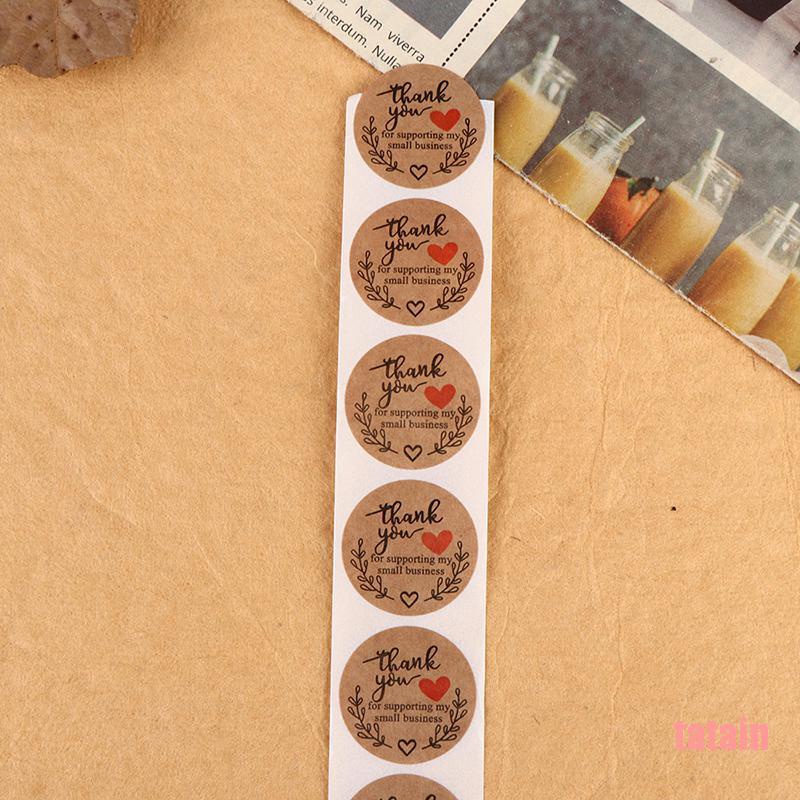 s. Nam viverra
interdum. Nulla
thank
you
for supporting my
small business
thank
you
for supporting my
small business
thank
you
for supporting my
small business
thank
you
for supporting my
small business
thank
you
for supporting my
small business
thank
tatain